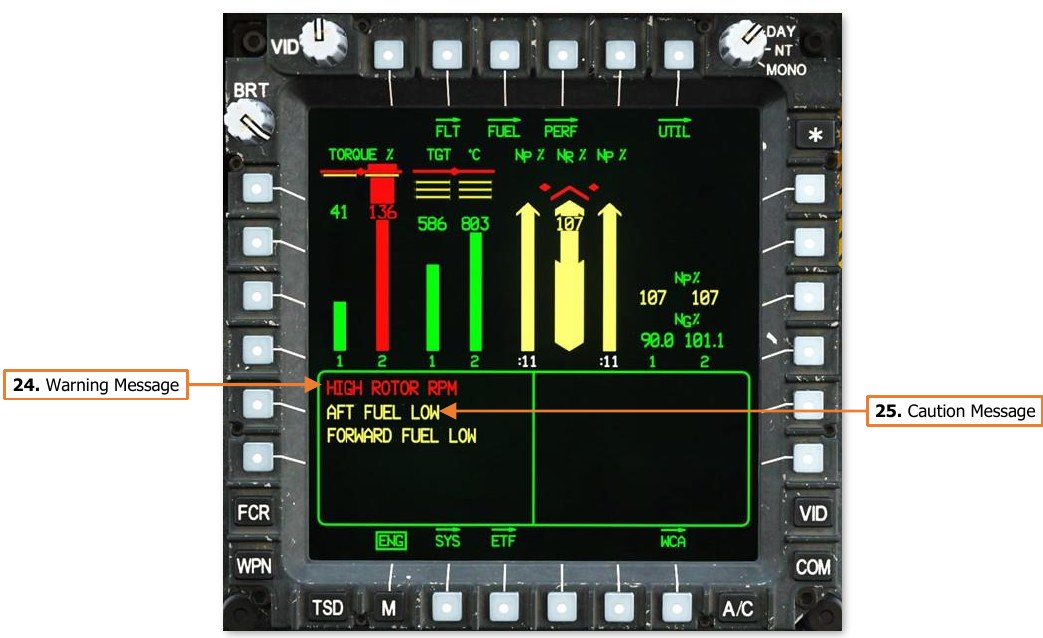 VID
DAY
NT
MONO
BRT
*
FLT FUEL PERF UTIL
TORQUE % TGT °C NP % NR % NP %
41 136 586 803 107
NP%
107 107
NG%
90.0 101.1
1 2 1 2 :11 :11 1 2
24. Warning Message
HIGH ROTOR RPM
AFT FUEL LOW
25. Caution Message
FORWARD FUEL LOW
FCR VID
ENG SYS ETF WCA
WPN COM
TSD M A/C